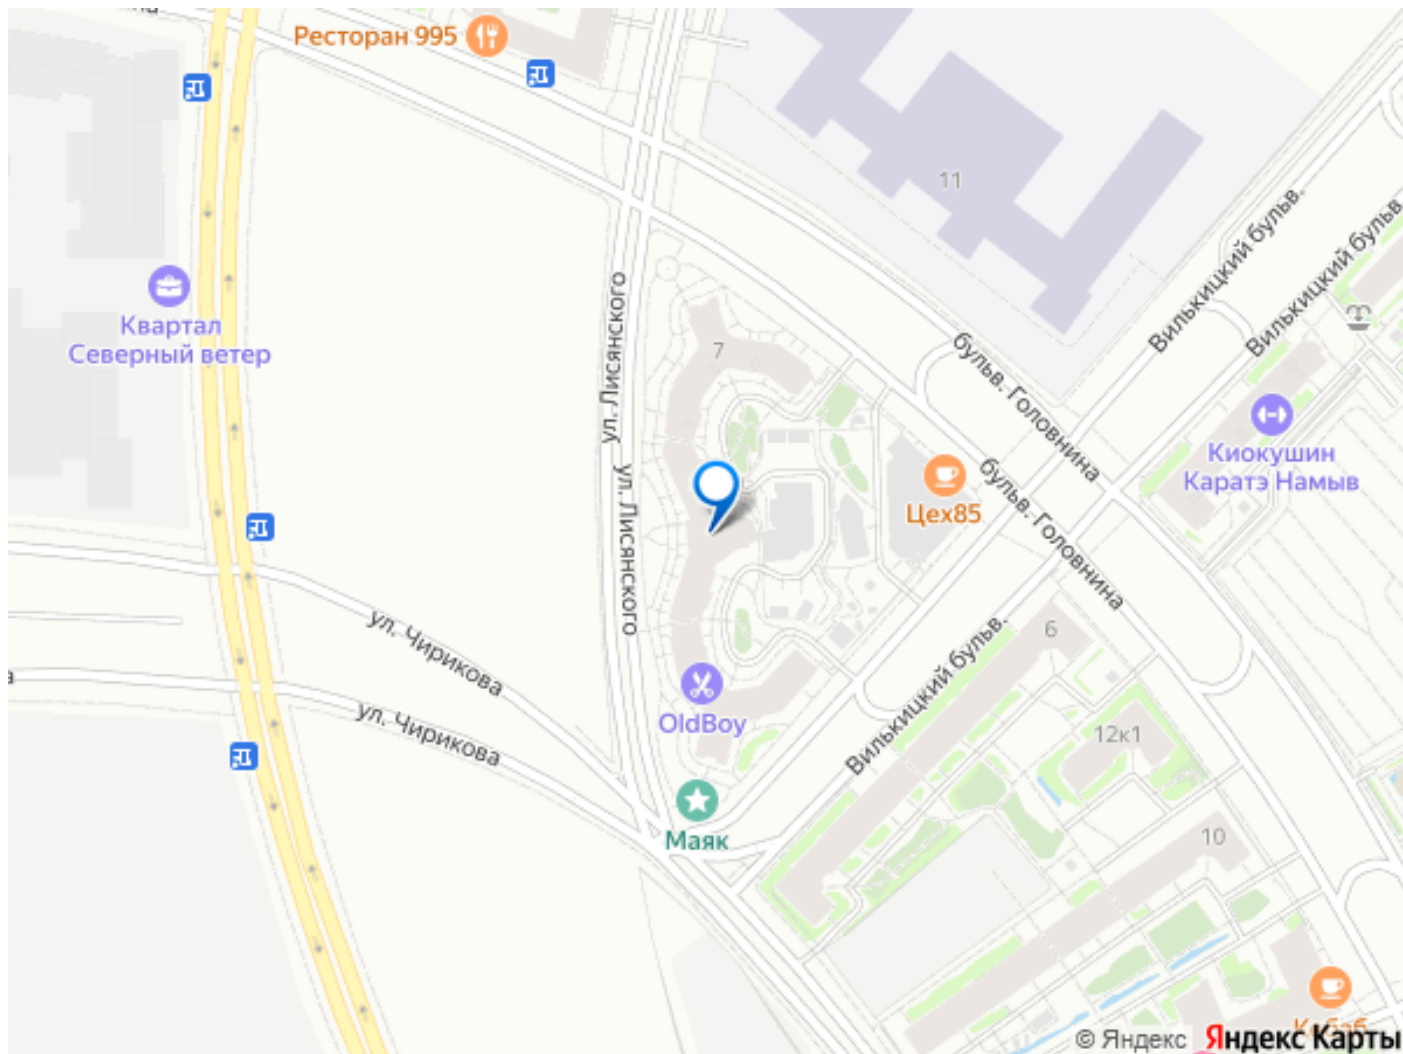 Ресторан 995
11
Вилькицкий бульв.
Вилькицкий бульв.
ул. Лисянского
Квартал
Северный ветер
7
бульв. Головнина
Киокушин
Каратэ Намыв
ул. Лисянского
бульв. Головнина
Цех85
ул. Чирикова
6
Вилькицкий бульв.
OldBoy
ул. Чирикова
12к1
Маяк
10
© Яндекс
Яндекс Карты